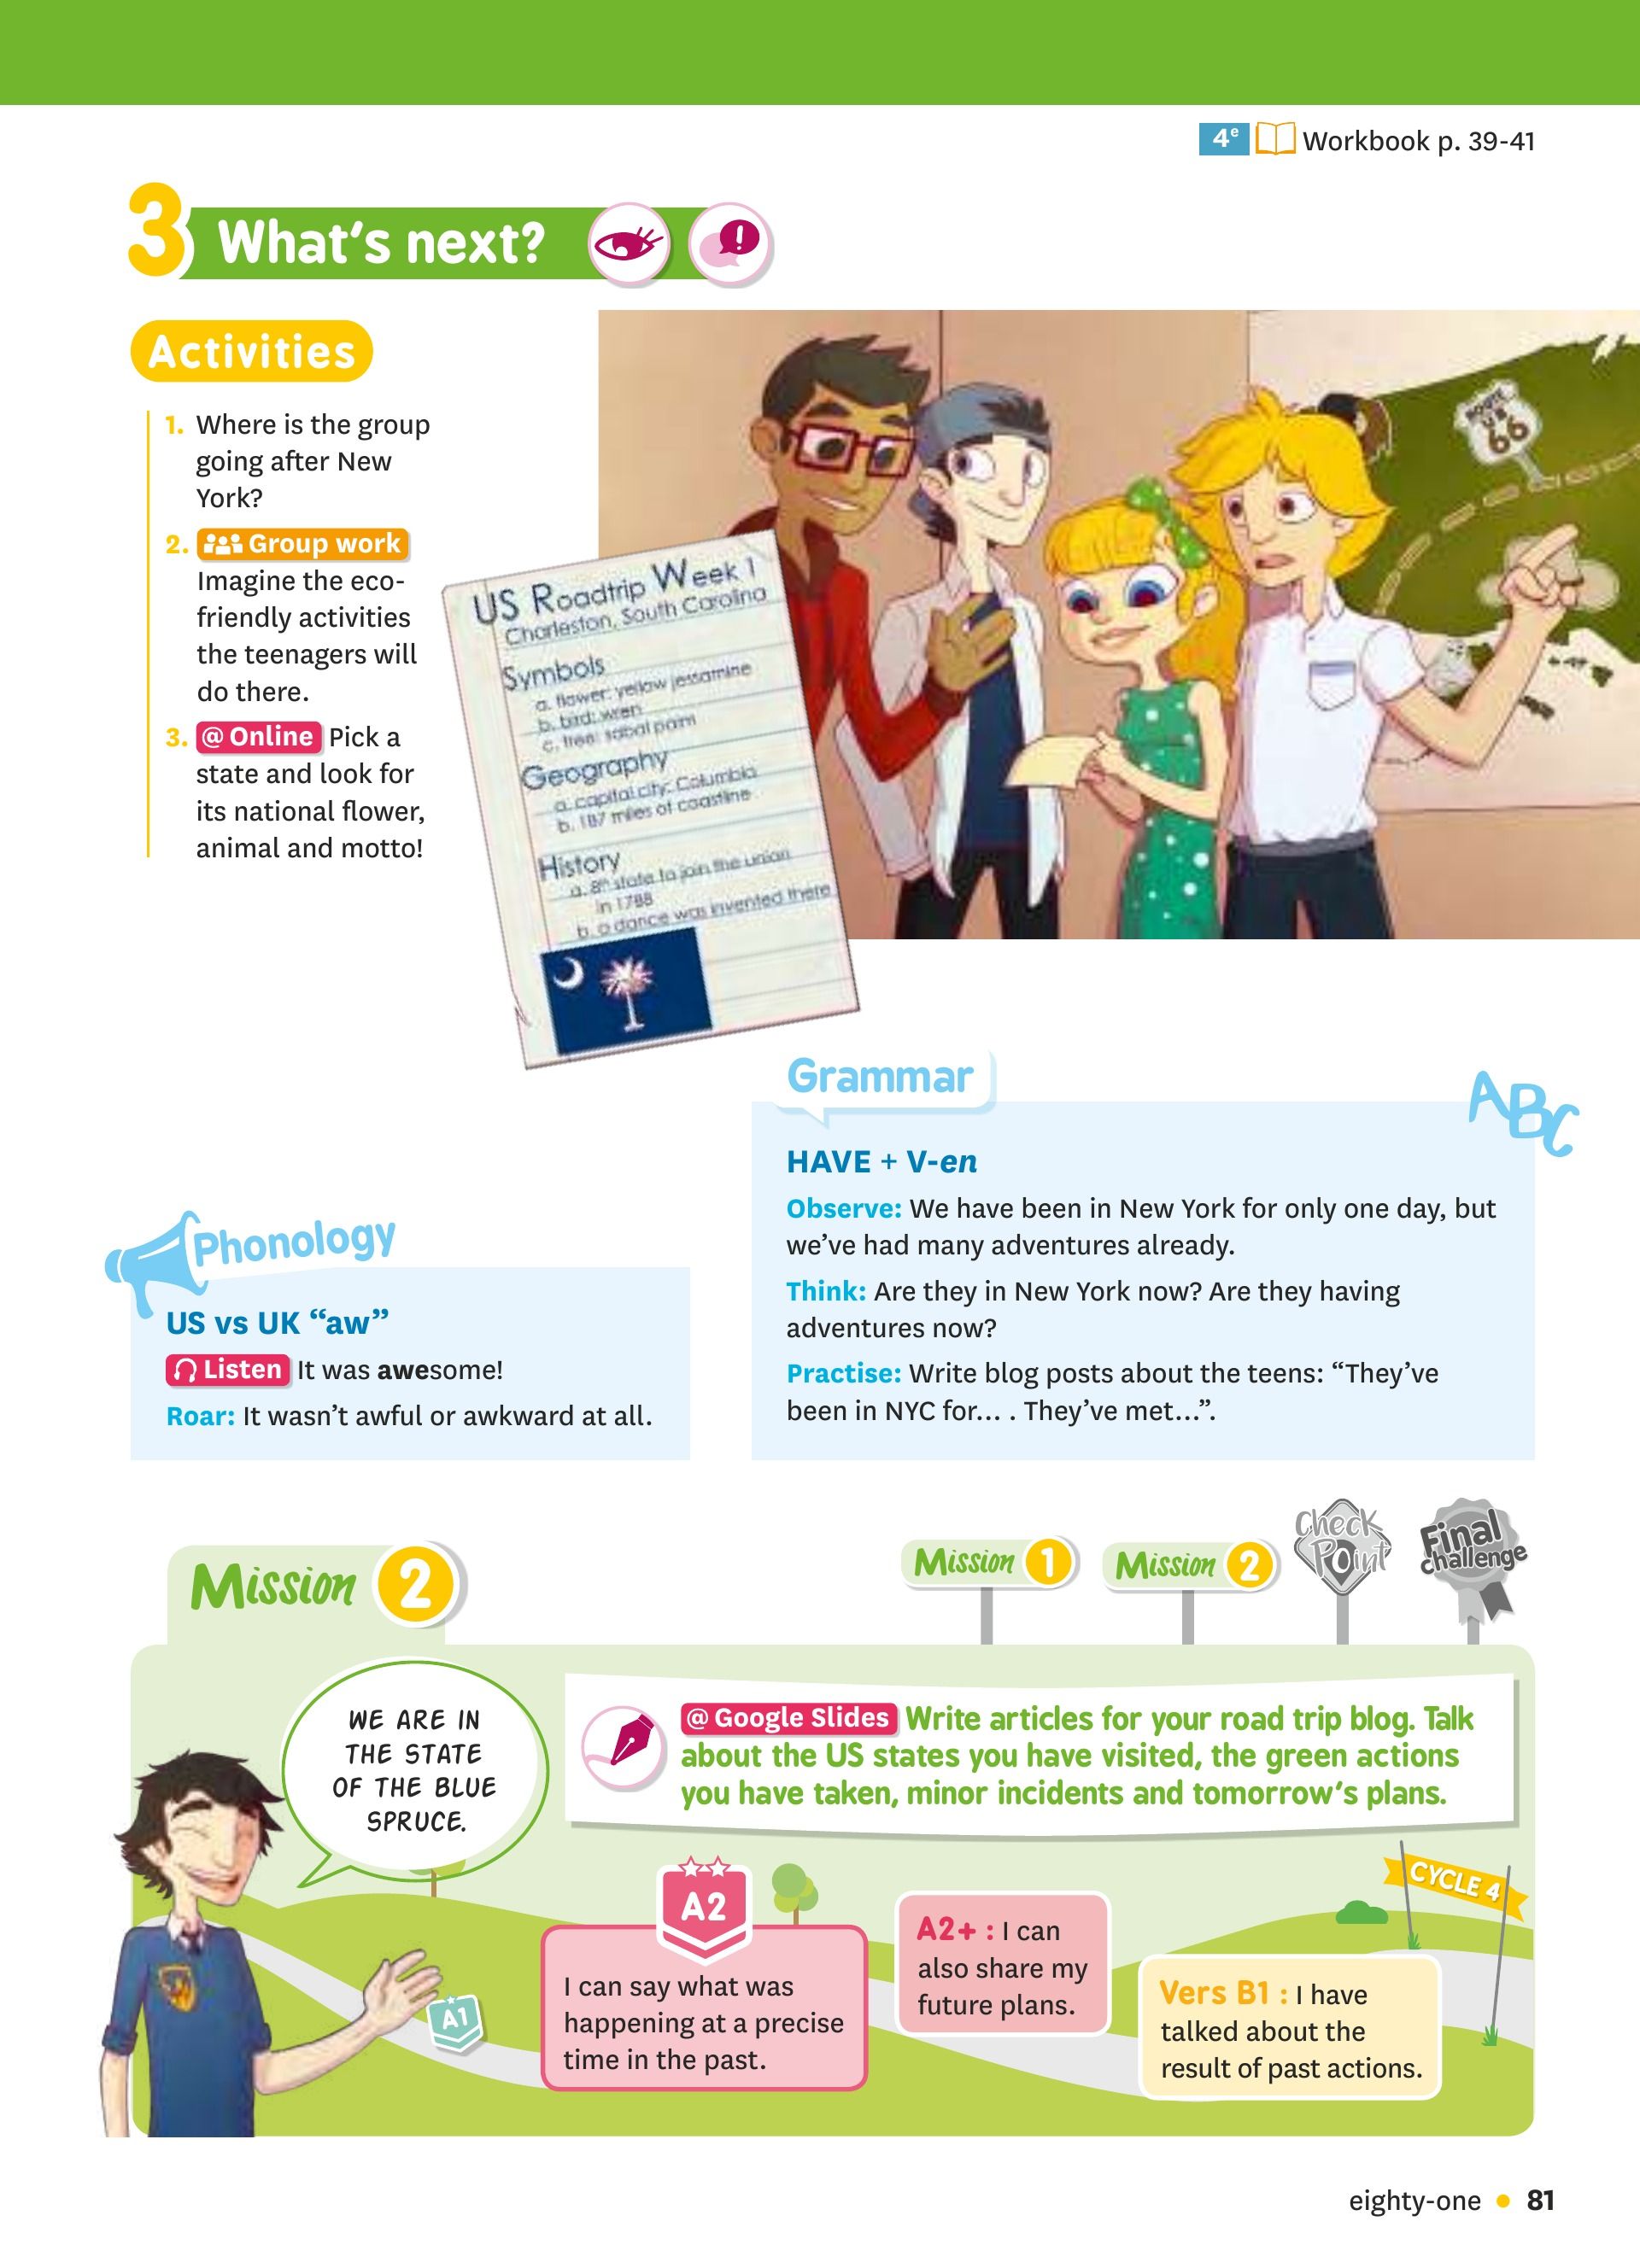 4e Workbook p. 39-41
3 What's next?
Activities
1. Where is the group
going after New
York?
2. Group work
Imagine the eco-
friendly activities
the teenagers will
do there.
3. @ Online Pick a
state and look for
its national flower,
animal and motto!
US Roadtrip Week 1
Charleston, South Carolina
Symbols
a. flower: yellow jessamine
b. bird: wren
c. tree: sabal palm
Geography
a. capital city: Columbia
b. 187 miles of coastline
History
a. 8th state to join the union
in 1788
b. a dance was invented there
ROUTE
US
66
Grammar
ABC
HAVE + V-en
Observe: We have been in New York for only one day, but
we've had many adventures already.
Think: Are they in New York now? Are they having
adventures now?
Practise: Write blog posts about the teens: “They've
been in NYC for... . They've met...”.
Phonology
US vs UK “aw”
Listen It was awesome!
Roar: It wasn't awful or awkward at all.
Mission 2
Mission 1
Mission 2
Check
Point
Final
challenge
WE ARE IN
THE STATE
OF THE BLUE
SPRUCE.
@ Google Slides Write articles for your road trip blog. Talk
about the US states you have visited, the green actions
you have taken, minor incidents and tomorrow's plans.
CYCLE 4
A1
A2
I can say what was
happening at a precise
time in the past.
A2+ : I can
also share my
future plans.
Vers B1 : I have
talked about the
result of past actions.
eighty-one • 81